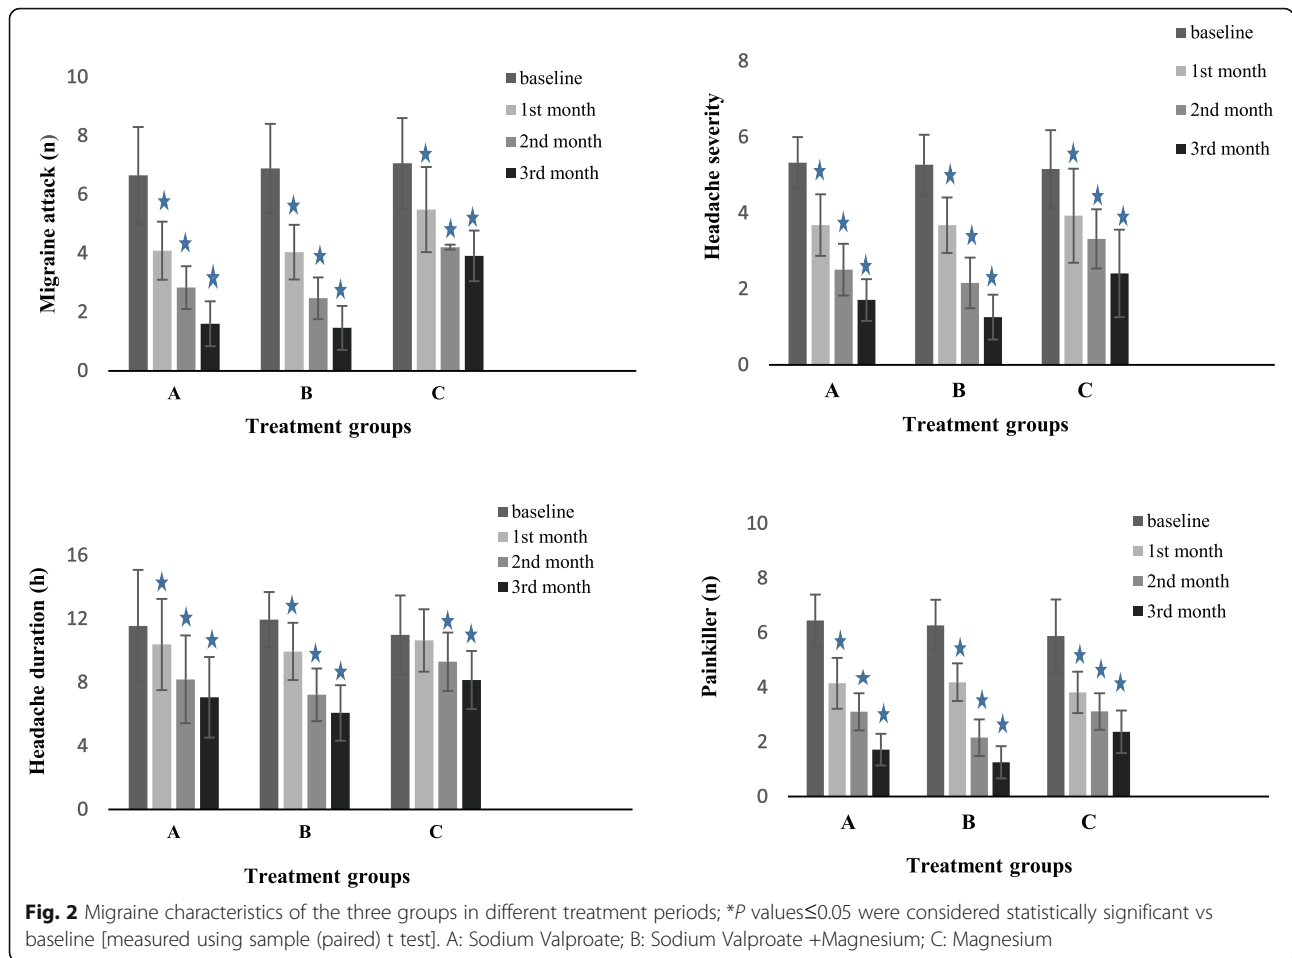 10
8
6
4
2
0
Migraine attack (n)
A
B
C
Treatment groups
baseline
1st month
2nd month
3rd month
8
6
4
2
0
Headache severity
A
B
C
Treatment groups
baseline
1st month
2nd month
3rd month
16
12
8
4
0
Headache duration (h)
A
B
C
Treatment groups
baseline
1st month
2nd month
3rd month
10
8
6
4
2
0
Painkiller (n)
A
B
C
Treatment groups
baseline
1st month
2nd month
3rd month
Fig. 2 Migraine characteristics of the three groups in different treatment periods; *P values≤0.05 were considered statistically significant vs
baseline [measured using sample (paired) t test]. A: Sodium Valproate; B: Sodium Valproate +Magnesium; C: Magnesium